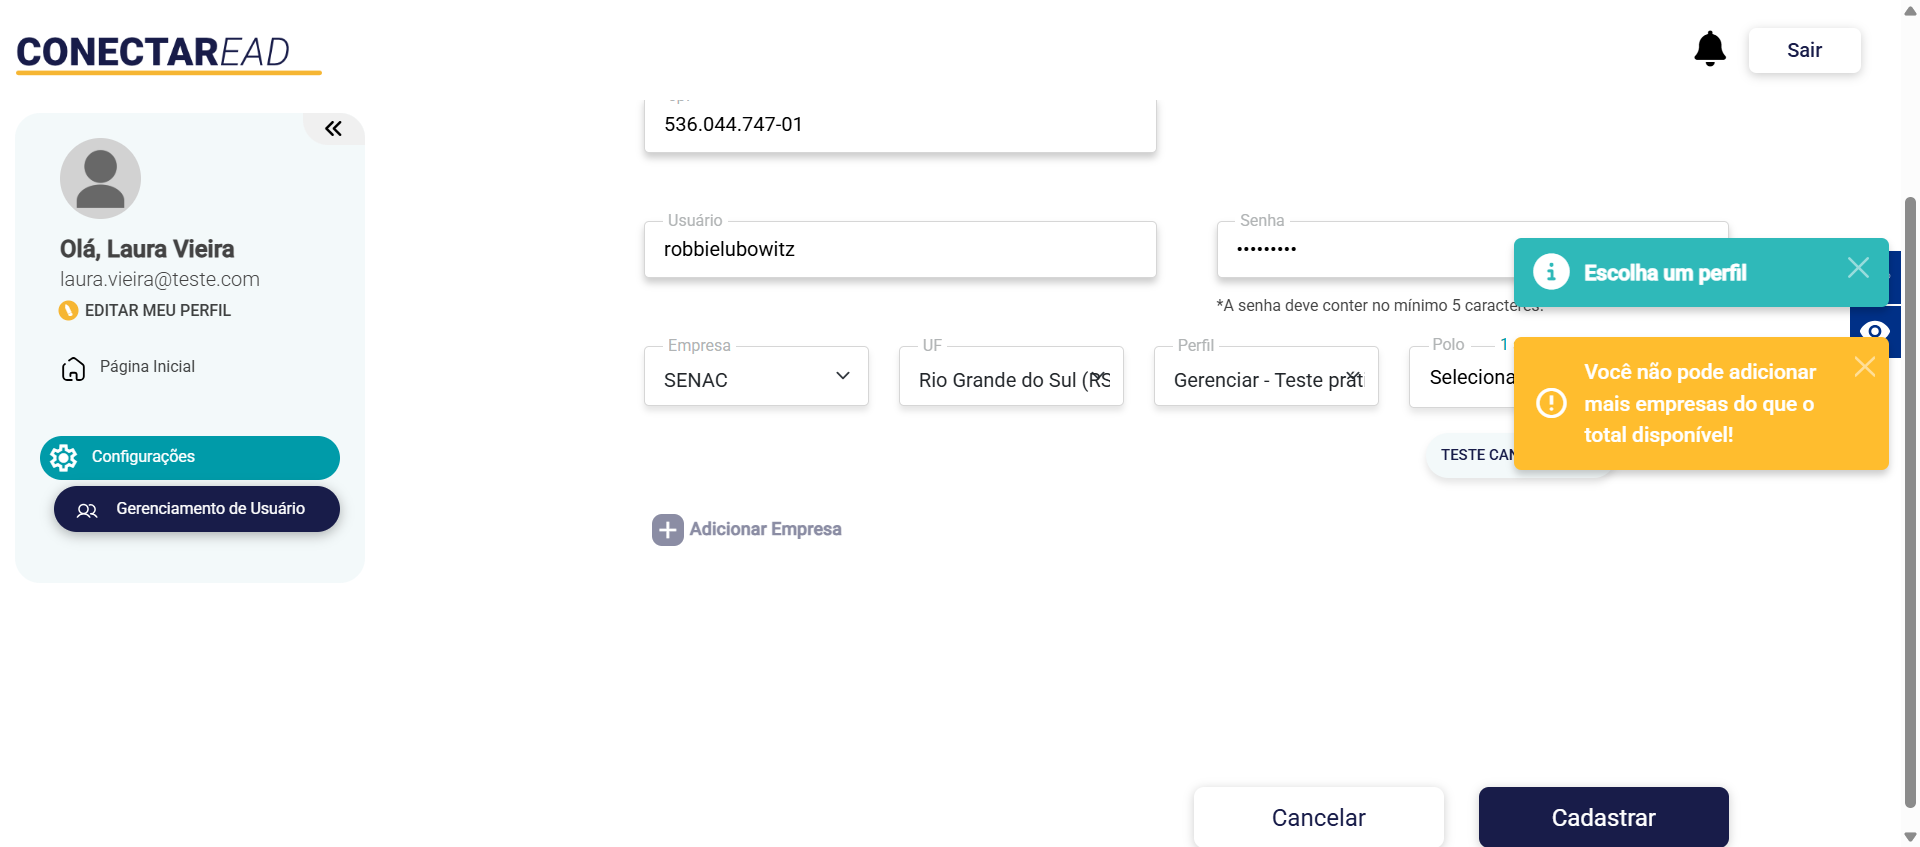 CONECTAREAD
Sair
Olá, Laura Vieira
laura.vieira@teste.com
EDITAR MEU PERFIL
Página Inicial
Configurações
Gerenciamento de Usuário
536.044.747-01
Usuário
robbielubowitz
Senha
•••••••••
*A senha deve conter no mínimo 5 caracteres.
Empresa
SENAC
UF
Rio Grande do Sul (RS
Perfil
Gerenciar - Teste prát
Polo
1
Seleciona
TESTE CAN
Adicionar Empresa
Escolha um perfil
Você não pode adicionar
mais empresas do que o
total disponível!
Cancelar
Cadastrar